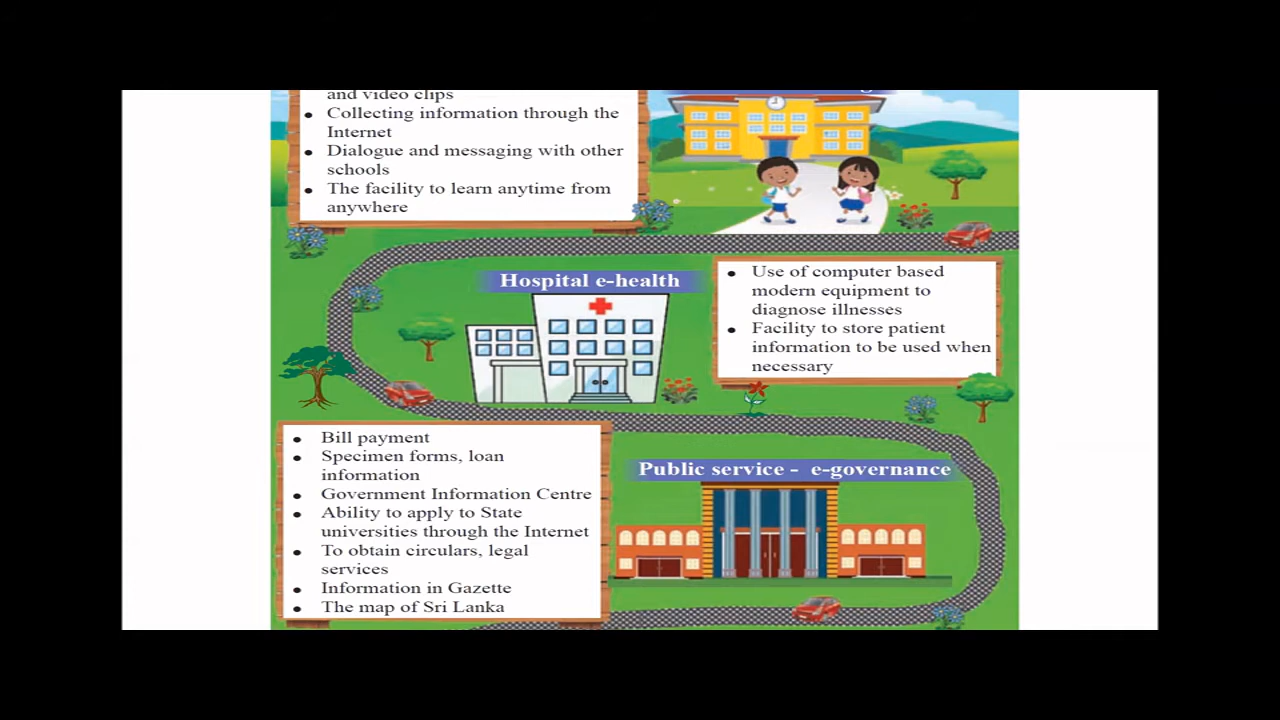 and video clips
Collecting information through the
Internet
Dialogue and messaging with other
schools
The facility to learn anytime from
anywhere
Hospital e-health
Use of computer based
modern equipment to
diagnose illnesses
Facility to store patient
information to be used when
necessary
Bill payment
Specimen forms, loan
information
Government Information Centre
Ability to apply to State
universities through the Internet
To obtain circulars, legal
services
Information in Gazette
The map of Sri Lanka
Public service - e-governance